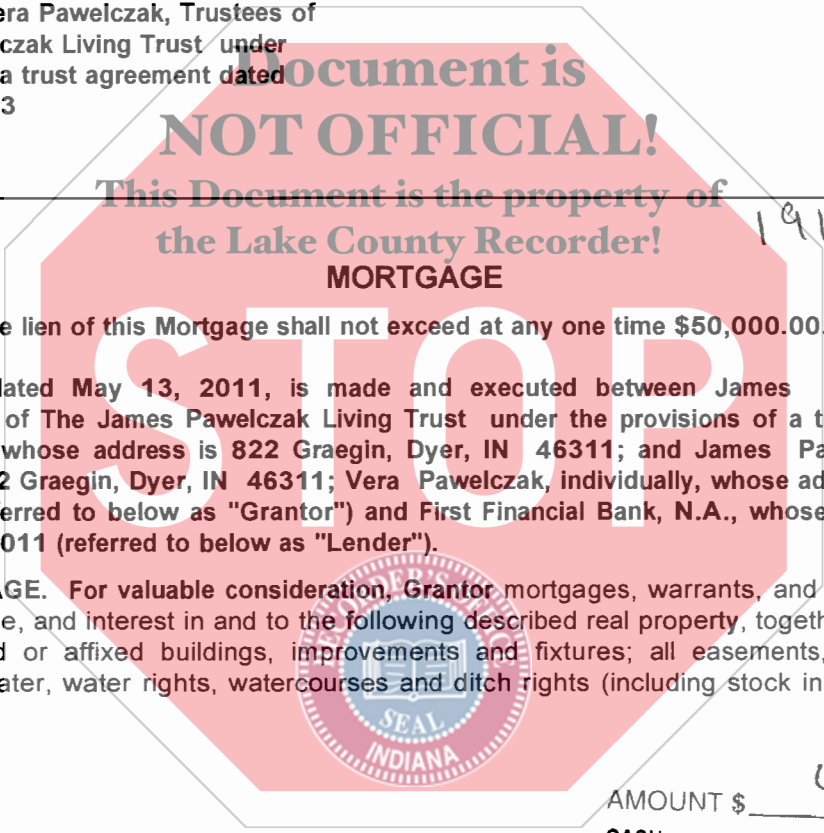 era Pawelczak, Trustees of
czak Living Trust under
a trust agreement dated
3
Document is
NOT OFFICIAL!
This Document is the property of
the Lake County Recorder!
MORTGAGE
e lien of this Mortgage shall not exceed at any one time $50,000.00.
dated May 13, 2011, is made and executed between James
of The James Pawelczak Living Trust under the provisions of a t
whose address is 822 Graegin, Dyer, IN 46311; and James Pa
2 Graegin, Dyer, IN 46311; Vera Pawelczak, individually, whose ad
erred to below as "Grantor") and First Financial Bank, N.A., whose
011 (referred to below as "Lender").
AGE. For valuable consideration, Grantor mortgages, warrants, and
e, and interest in and to the following described real property, togeth
d or affixed buildings, improvements and fixtures; all easements,
ater, water rights, watercourses and ditch rights (including stock in
STOP
RECORDER'S OFFICE
SEAL
INDIANA
AMOUNT $